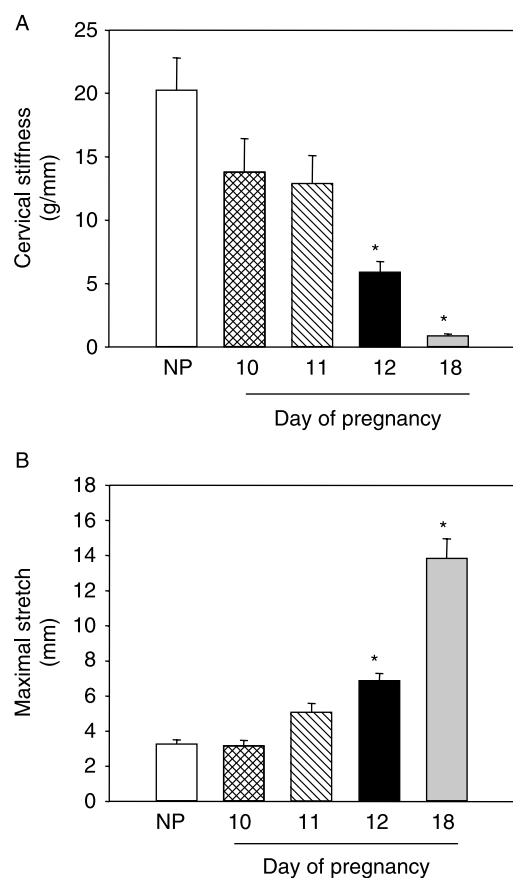 A
25
20
15
10
5
0
Cervical stiffness
(g/mm)
*
*
NP 10 11 12 18
Day of pregnancy
B
18
16
14
12
10
8
6
4
2
0
Maximal stretch
(mm)
*
*
NP 10 11 12 18
Day of pregnancy